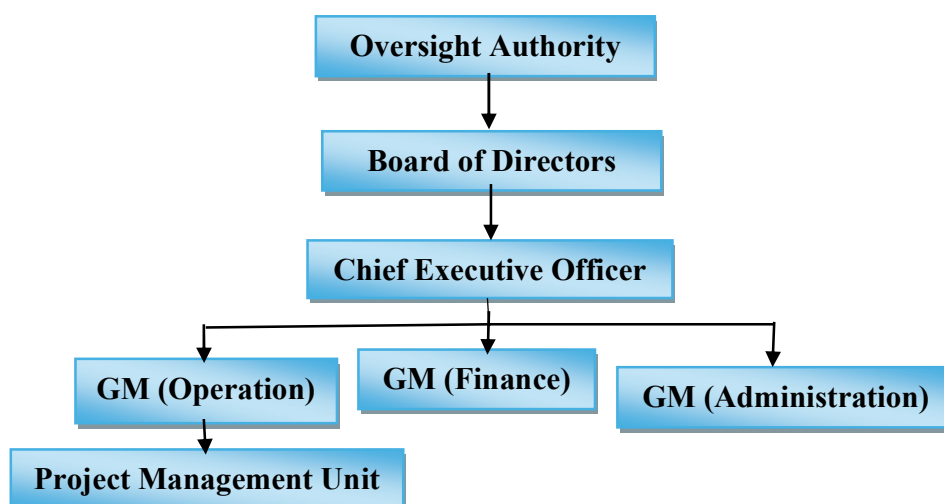 Oversight Authority
Board of Directors
Chief Executive Officer
GM (Operation)
GM (Finance)
GM (Administration)
Project Management Unit